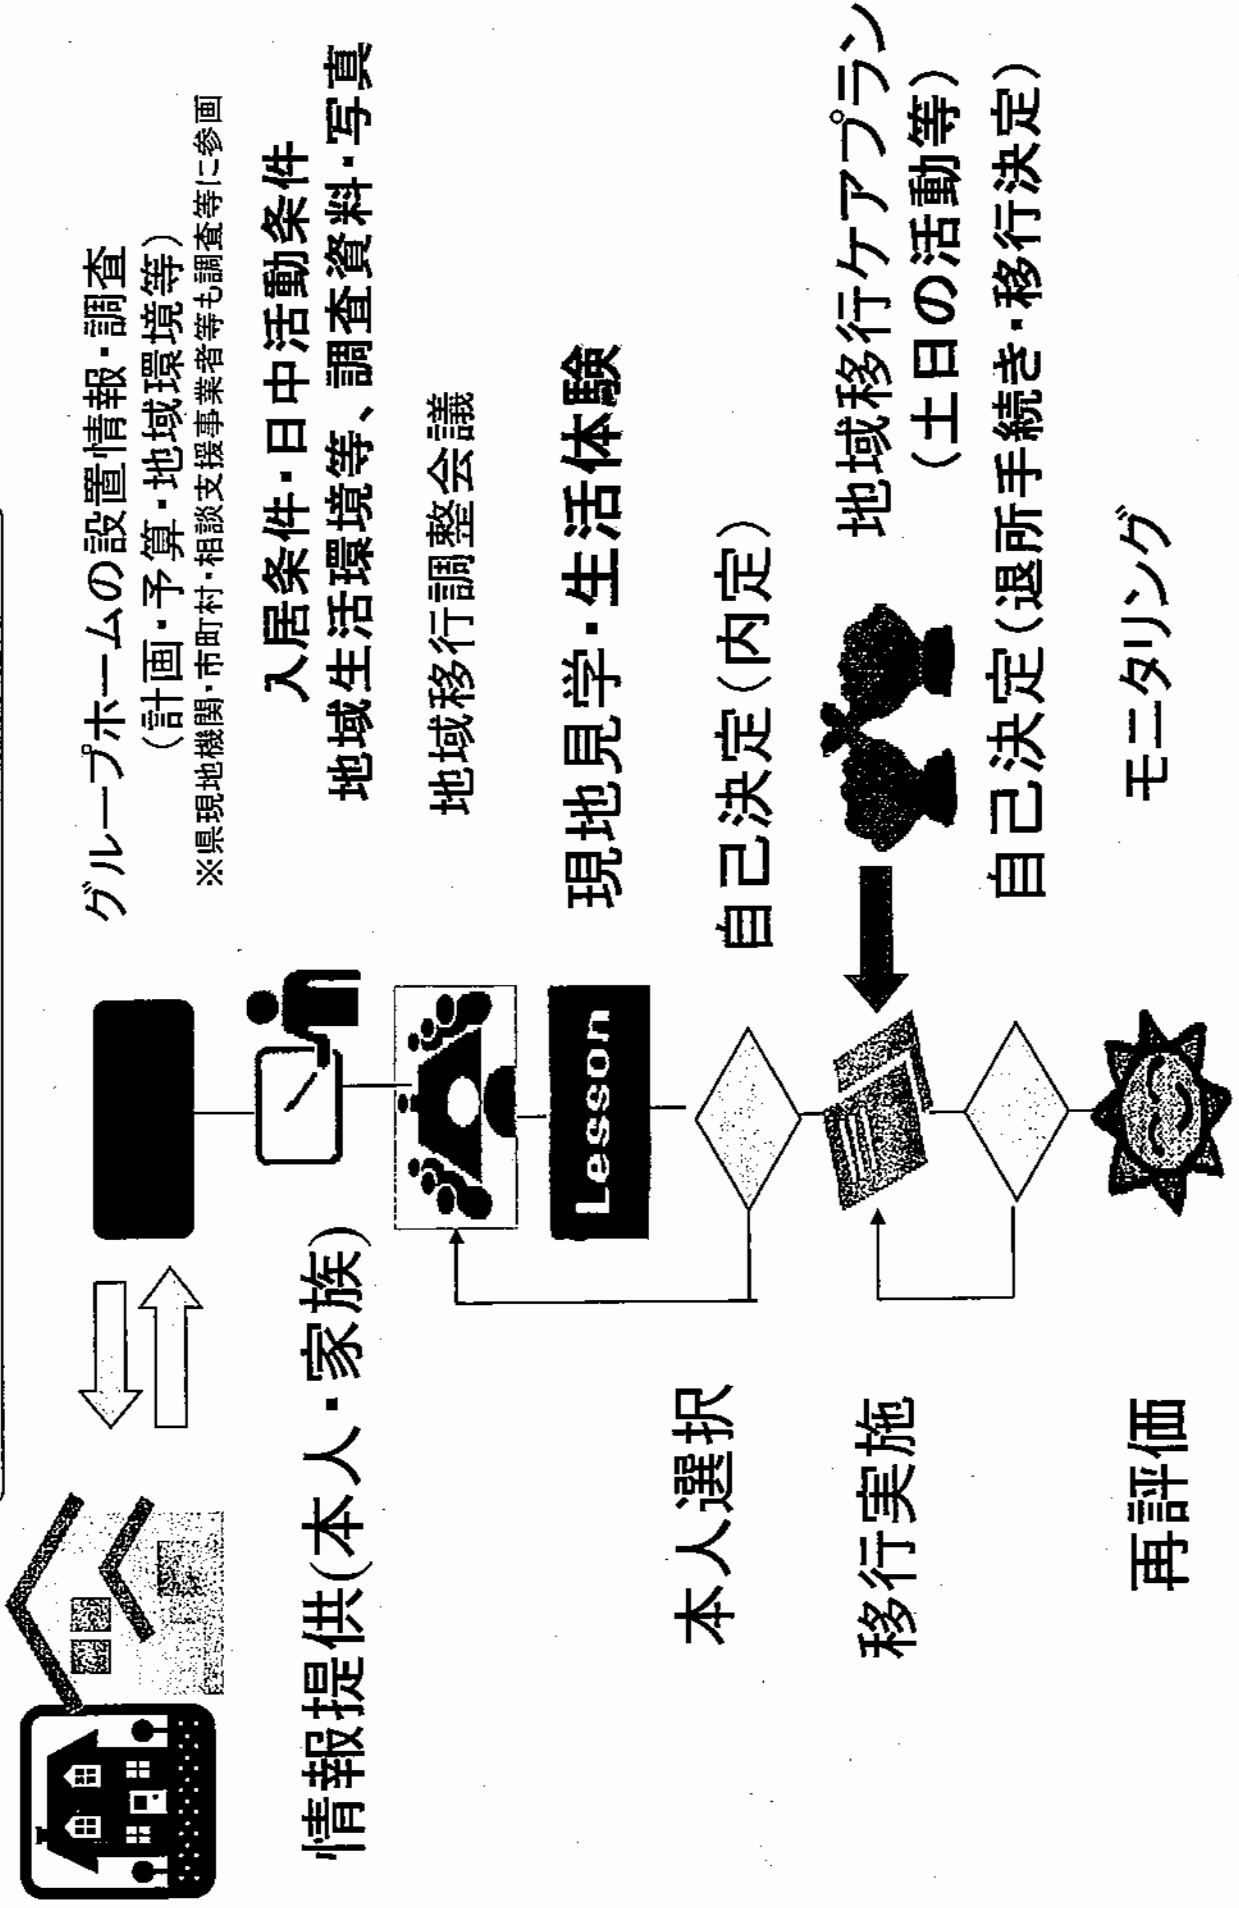 グループホームの設置情報・調査
（計画・予算・地域環境等）
※県現地機関・市町村・相談支援事業者等も調査等に参画
情報提供（本人・家族）
入居条件・日中活動条件
地域生活環境等、調査資料・写真
地域移行調整会議
Lesson
現地見学・生活体験
本人選択
自己決定（内定）
移行実施
地域移行ケアプラン
（土日の活動等）
自己決定（退所手続き・移行決定）
再評価
モニタリング